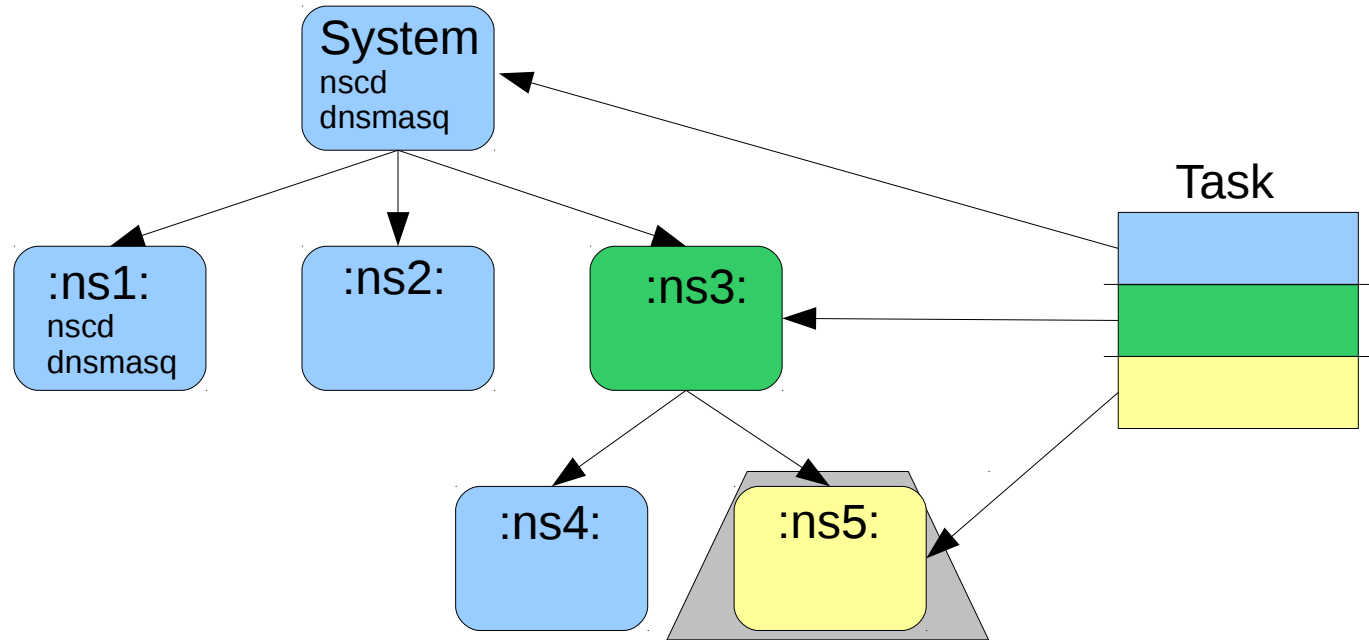 System
nscd
dnsmasq
Task
:ns1:
nscd
dnsmasq
:ns2:
:ns3:
:ns4:
:ns5: